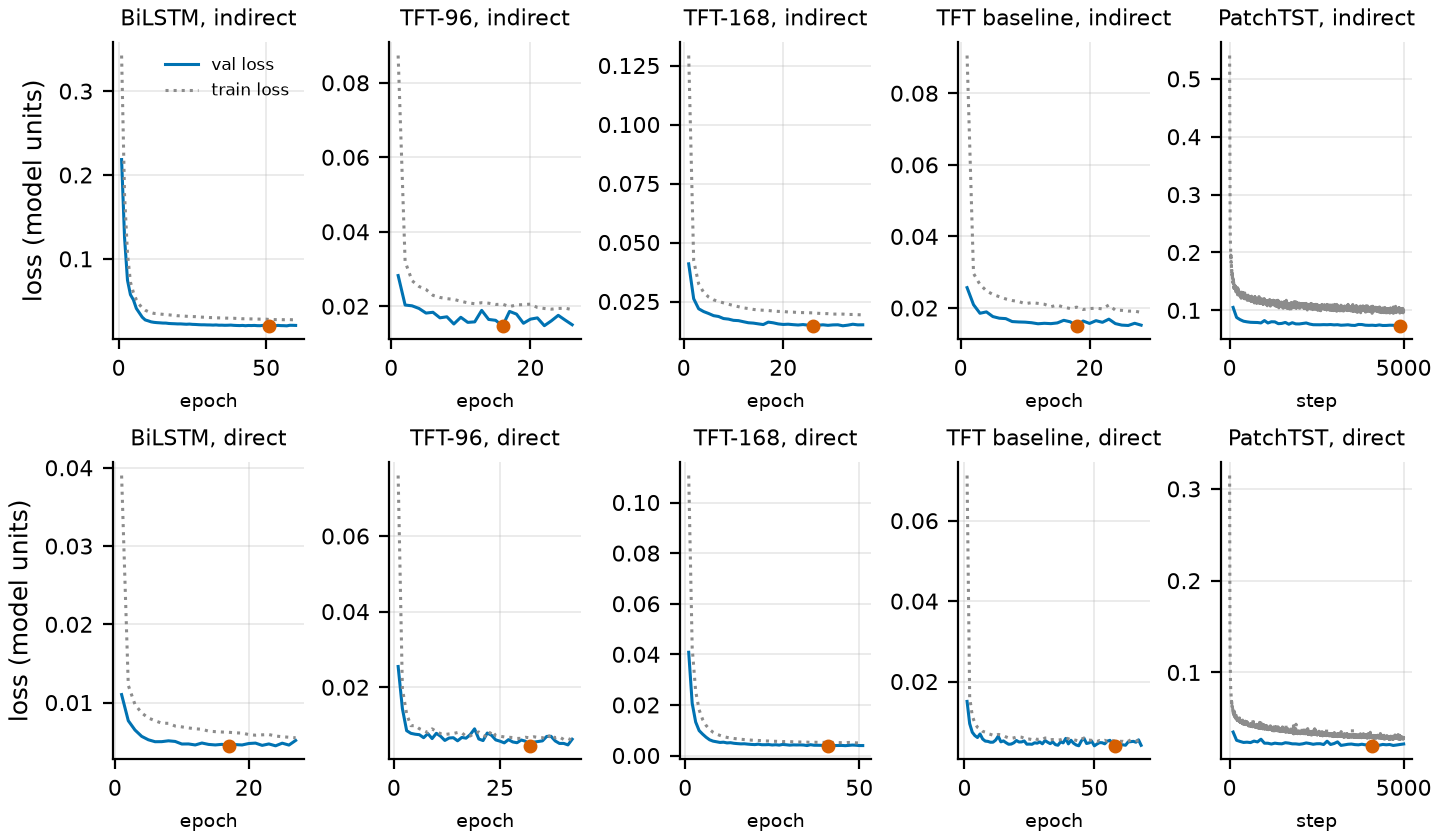 BiLSTM, indirect
TFT-96, indirect
TFT-168, indirect
TFT baseline, indirect
PatchTST, indirect
loss (model units)
0.3
0.2
0.1
val loss
train loss
0
50
epoch
0.08
0.06
0.04
0.02
0
20
epoch
0.125
0.100
0.075
0.050
0.025
0
20
epoch
0.08
0.06
0.04
0.02
0
20
epoch
0.5
0.4
0.3
0.2
0.1
0
5000
step
BiLSTM, direct
TFT-96, direct
TFT-168, direct
TFT baseline, direct
PatchTST, direct
loss (model units)
0.04
0.03
0.02
0.01
0
20
epoch
0.06
0.04
0.02
0
25
epoch
0.10
0.08
0.06
0.04
0.02
0.00
0
50
epoch
0.06
0.04
0.02
0
50
epoch
0.3
0.2
0.1
0
5000
step